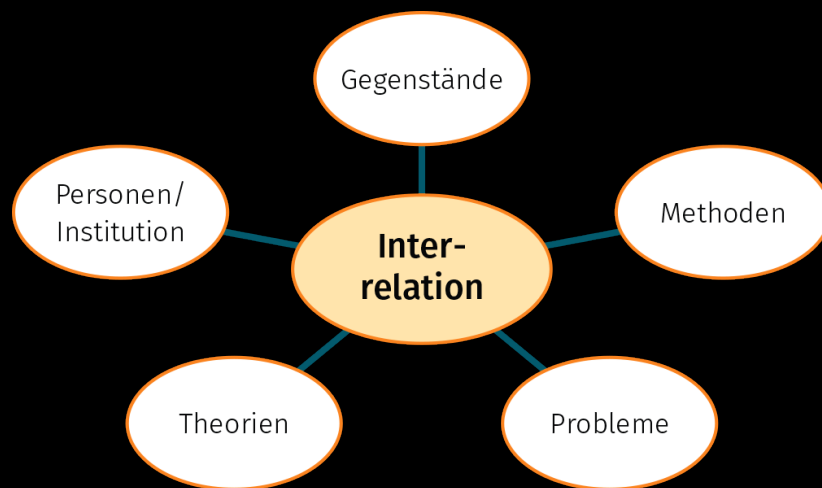 Gegenstände
Personen/
Institution
Methoden
Inter-
relation
Theorien
Probleme